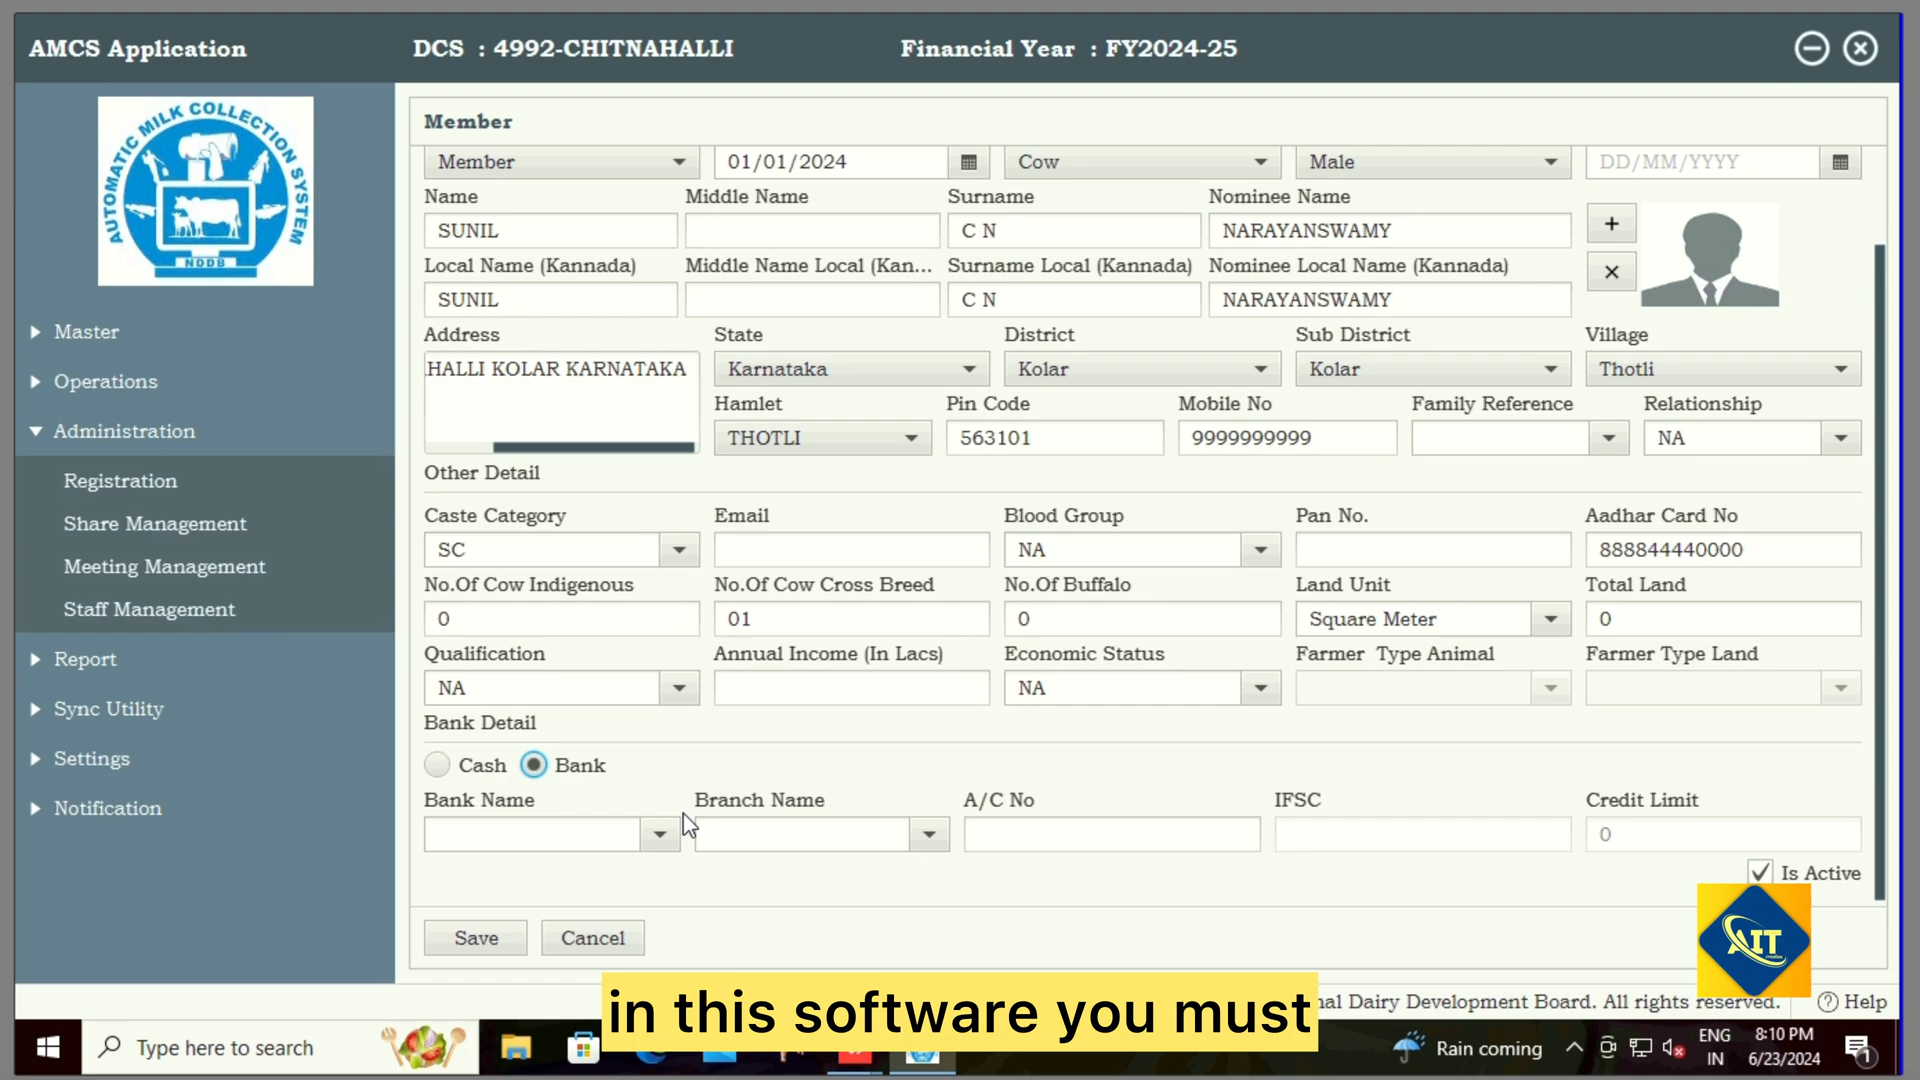 AMCS Application
DCS : 4992-CHITNAHALLI
Financial Year : FY2024-25
AUTOMATIC MILK COLLECTION SYSTEM
NDDB
Master
Operations
Administration
Registration
Share Management
Meeting Management
Staff Management
Report
Sync Utility
Settings
Notification
Member
Member 01/01/2024 Cow Male DD/MM/YYYY
Name Middle Name Surname Nominee Name
SUNIL C N NARAYANSWAMY
Local Name (Kannada) Middle Name Local (Kan... Surname Local (Kannada) Nominee Local Name (Kannada)
SUNIL C N NARAYANSWAMY
Address State District Sub District Village
HALLI KOLAR KARNATAKA Karnataka Kolar Kolar Thotli
Hamlet Pin Code Mobile No Family Reference Relationship
THOTLI 563101 9999999999 NA
Other Detail
Caste Category Email Blood Group Pan No. Aadhar Card No
SC NA 888844440000
No.Of Cow Indigenous No.Of Cow Cross Breed No.Of Buffalo Land Unit Total Land
0 01 0 Square Meter 0
Qualification Annual Income (In Lacs) Economic Status Farmer Type Animal Farmer Type Land
NA NA
Bank Detail
Cash Bank
Bank Name Branch Name A/C No IFSC Credit Limit
0
Is Active
Save Cancel
AIT
in this software you must
nal Dairy Development Board. All rights reserved. Help
Type here to search
Rain coming
ENG
IN
8:10 PM
6/23/2024
1